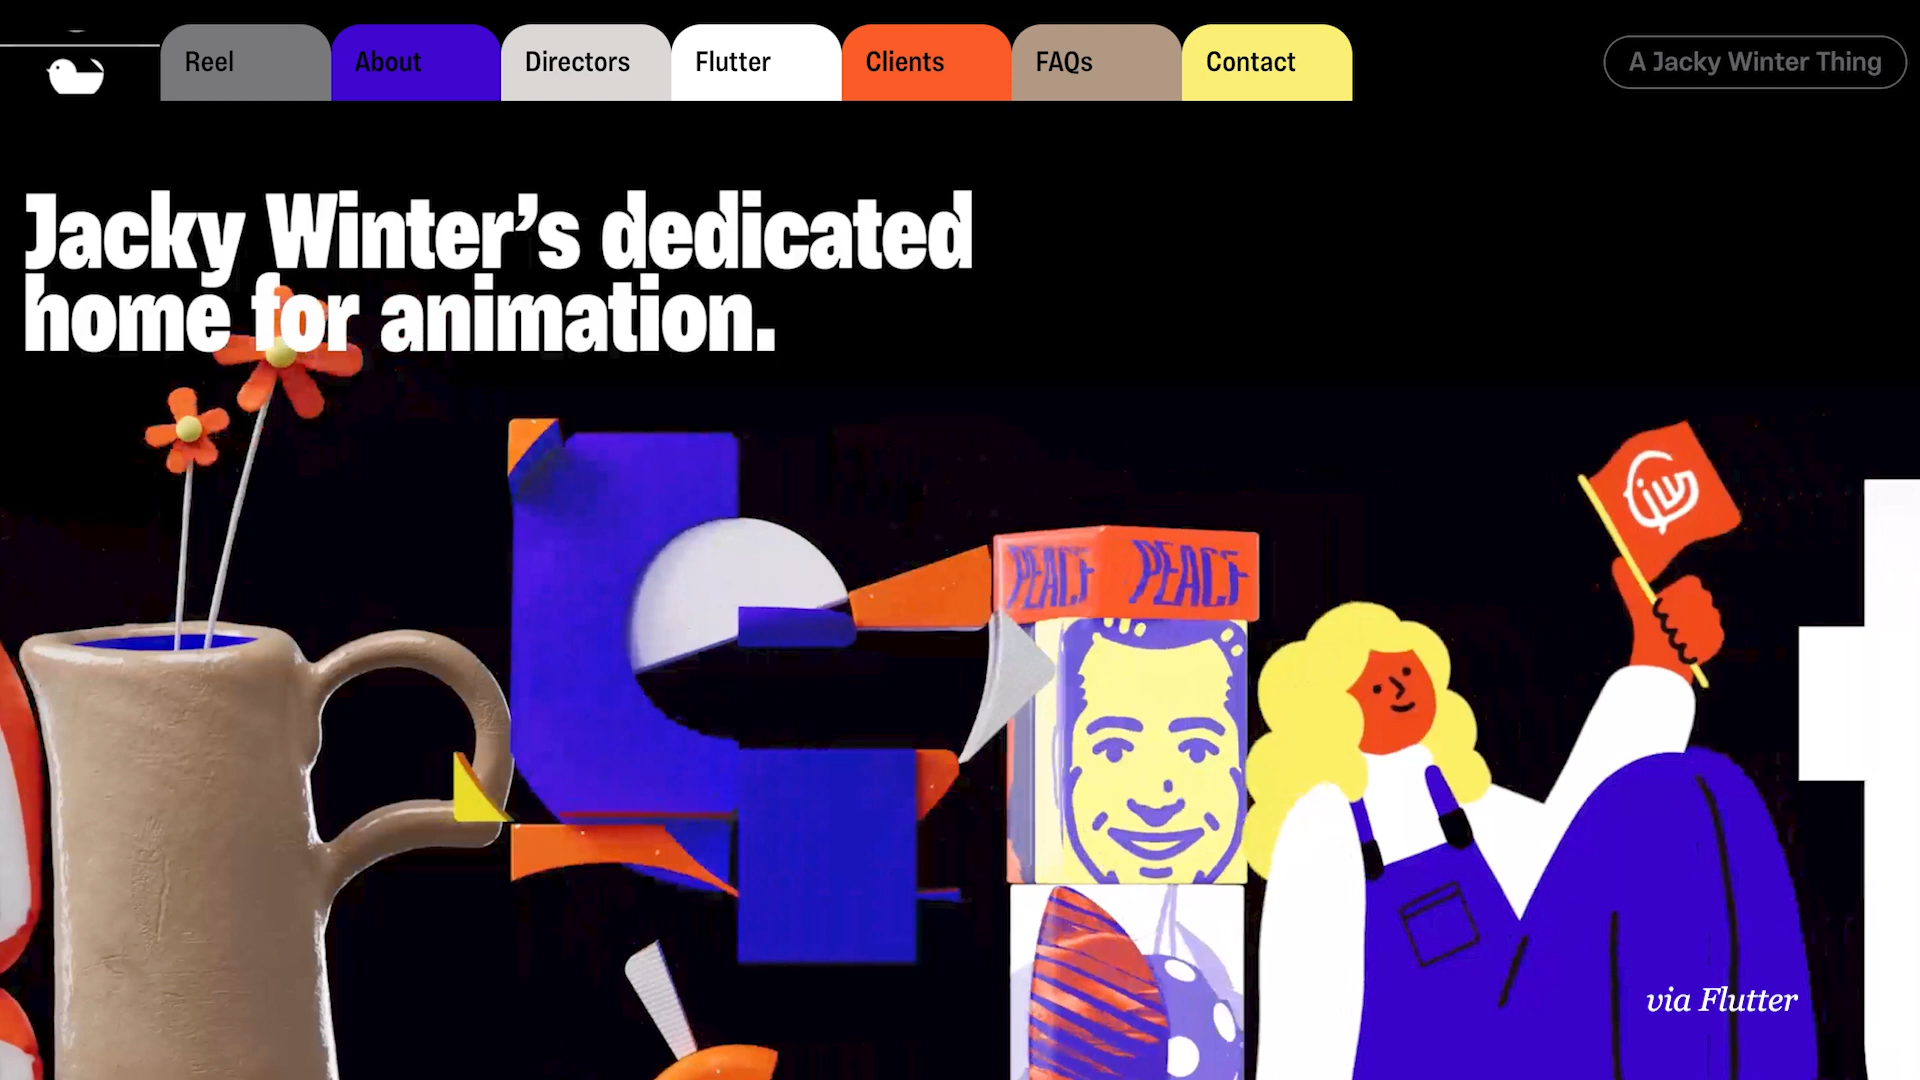 Reel
About
Directors
Flutter
Clients
FAQs
Contact
A Jacky Winter Thing
Jacky Winter’s dedicated
home for animation.
jw
PEACE PEACE
via Flutter